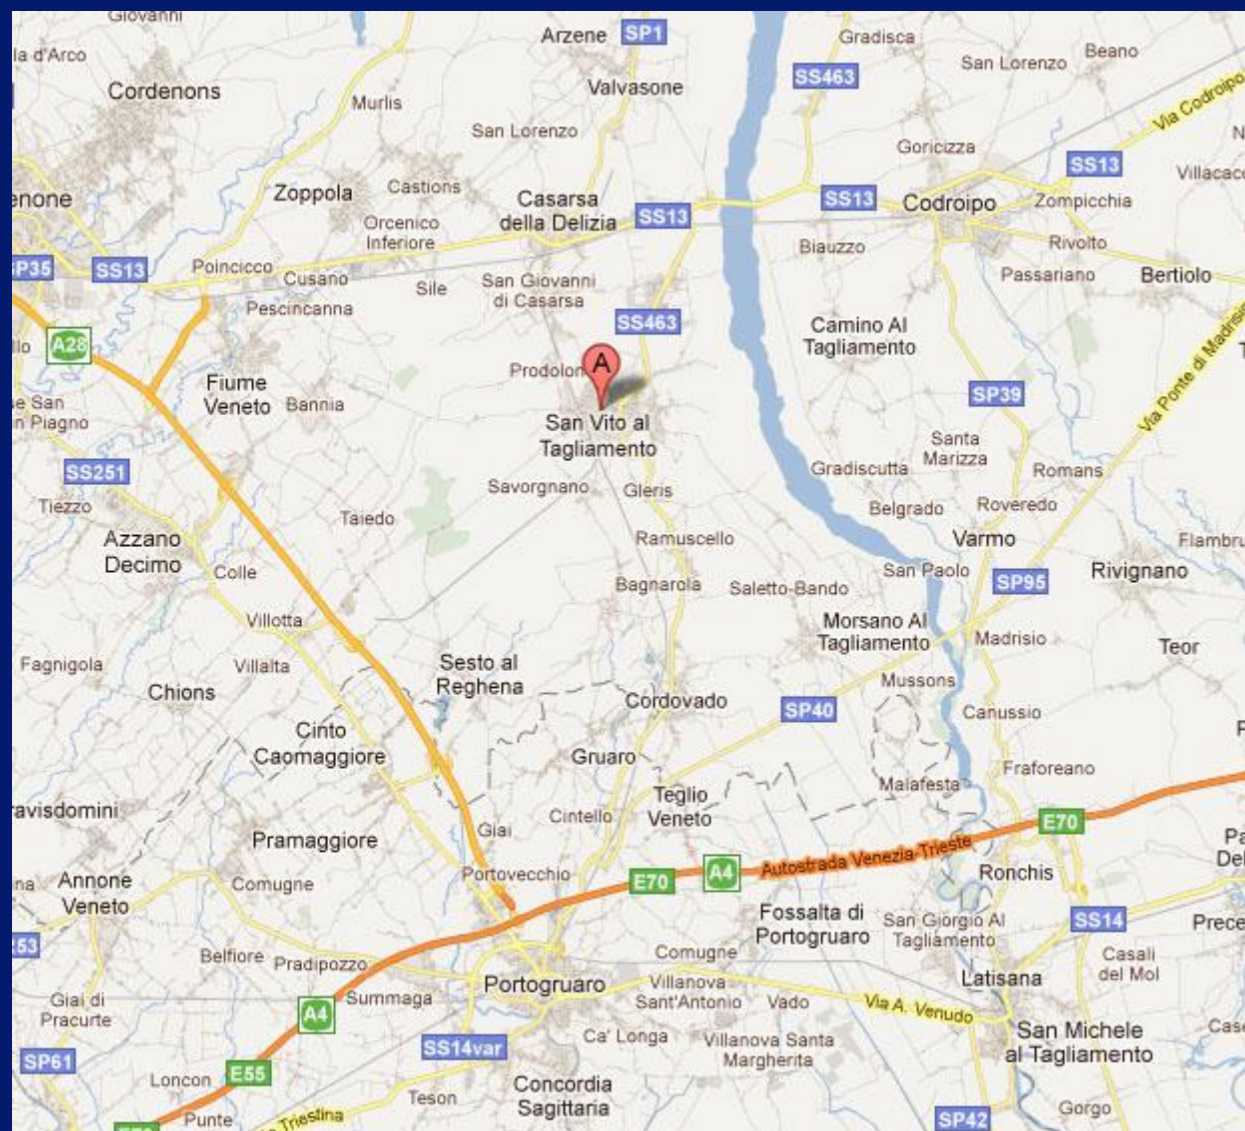 Giovanni
Arzene
SP1
Gradisca
Beano
la d'Arco
San Lorenzo
SS463
Cordenons
Valvasone
Murlis
Via Codroipo
San Lorenzo
Goricizza
SS13
Villacac
enone
Zoppola
Castions
Casarsa
della Delizia
SS13
SS13
Codroipo
Zompicchia
Orcenico
Inferiore
Biauzzo
Rivolto
SP35
SS13
Poincicco
Cusano
Sile
San Giovanni
di Casarsa
Passariano
Bertiolo
Pescincanna
SS463
Camino Al
Tagliamento
A28
Via Ponte di Madrisio
Prodolon
A
Fiume
Veneto
Bannia
SP39
se San
n Piagno
San Vito al
Tagliamento
Santa
Marizza
SS251
Gradiscutta
Romans
Savorgnano
Gleris
Tiezzo
Taiedo
Belgrado
Roveredo
Azzano
Decimo
Ramuscello
Varmo
Flambru
Colle
Bagnarola
Saletto-Bando
San Paolo
SP95
Rivignano
Villotta
Morsano Al
Tagliamento
Madrisio
Teor
Fagnigola
Villalta
Sesto al
Reghena
Mussons
Chions
Cordovado
SP40
Canussio
Cinto
Caomaggiore
Gruaro
Fraforeano
Malafesta
ravisdomini
Teglio
Veneto
Cintello
Giai
Pramaggiore
E70
Autostrada Venezia-Trieste
Annone
Veneto
Comugne
Portovecchio
E70
A4
Ronchis
Fossalta di
Portogruaro
San Giorgio Al
Tagliamento
SS14
Prece
253
Belfiore
Pradipozzo
Comugne
Casali
del Mol
Latisana
Portogruaro
Villanova
Sant'Antonio
Vado
Via A. Venudo
Giai di
Pracurte
A4
Summaga
Ca' Longa
Villanova Santa
Margherita
San Michele
al Tagliamento
Case
SP61
SS14var
Loncon
E55
Concordia
Sagittaria
Teson
Gorgo
Punte
Triestina
SP42